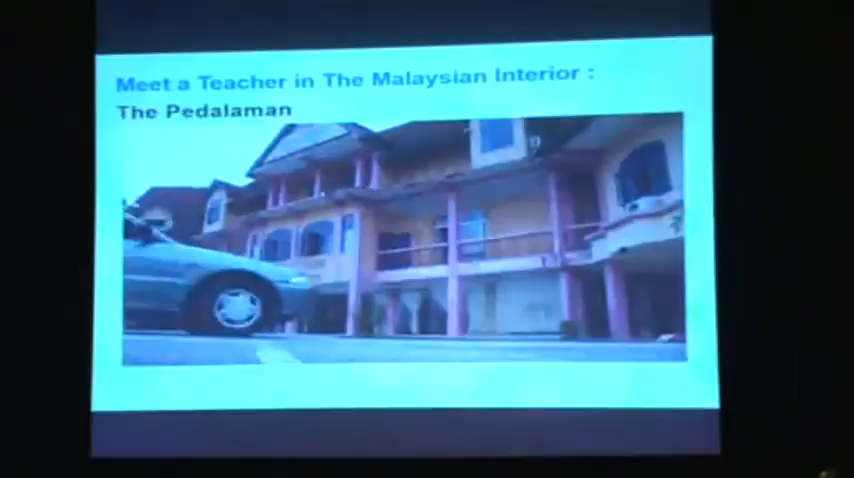 Meet a Teacher in The Malaysian Interior :
The Pedalaman